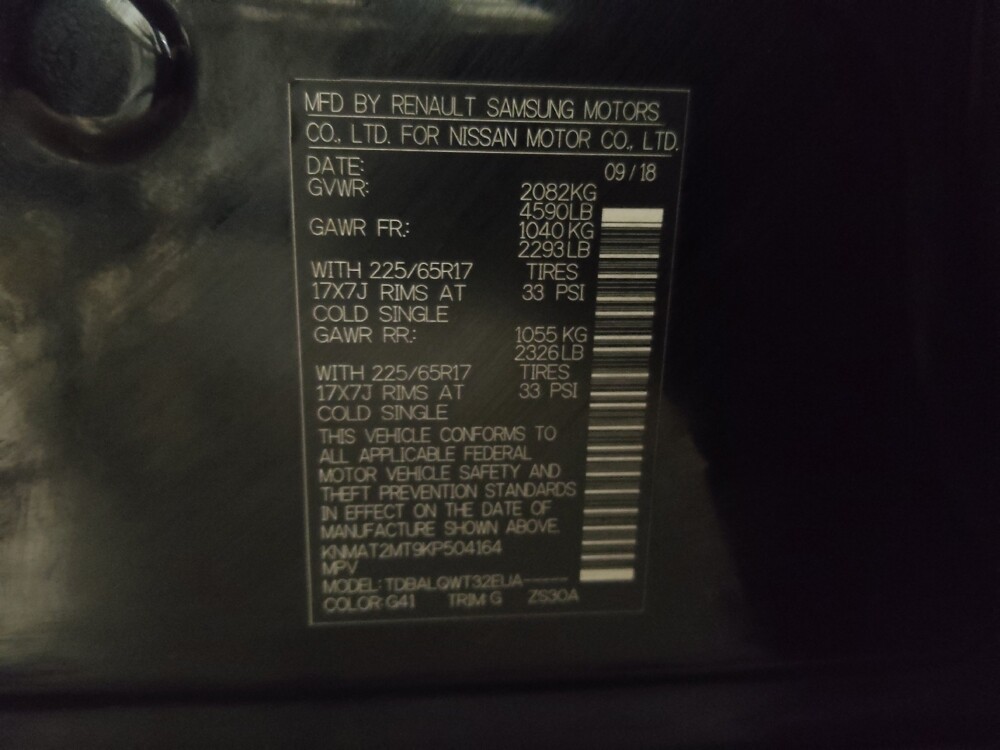 MFD BY RENAULT SAMSUNG MOTORS
CO., LTD. FOR NISSAN MOTOR CO., LTD.
DATE: 09 / 18
GVWR: 2082KG
4590LB
GAWR FR.: 1040 KG
2293 LB
WITH 225/65R17 TIRES
17X7J RIMS AT 33 PSI
COLD SINGLE
GAWR RR.: 1055 KG
2326 LB
WITH 225/65R17 TIRES
17X7J RIMS AT 33 PSI
COLD SINGLE
THIS VEHICLE CONFORMS TO
ALL APPLICABLE FEDERAL
MOTOR VEHICLE SAFETY AND
THEFT PREVENTION STANDARDS
IN EFFECT ON THE DATE OF
MANUFACTURE SHOWN ABOVE.
KNMAT2MT9KP504164
MPV
MODEL: TDBALQWT32EUA-----
COLOR: G41 TRIM G ZS30A